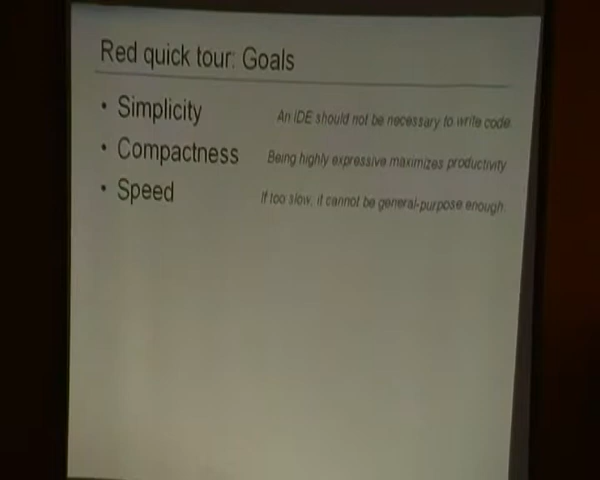 Red quick tour: Goals
• Simplicity An IDE should not be necessary to write code.
• Compactness Being highly expressive maximizes productivity
• Speed If too slow, it cannot be general-purpose enough.